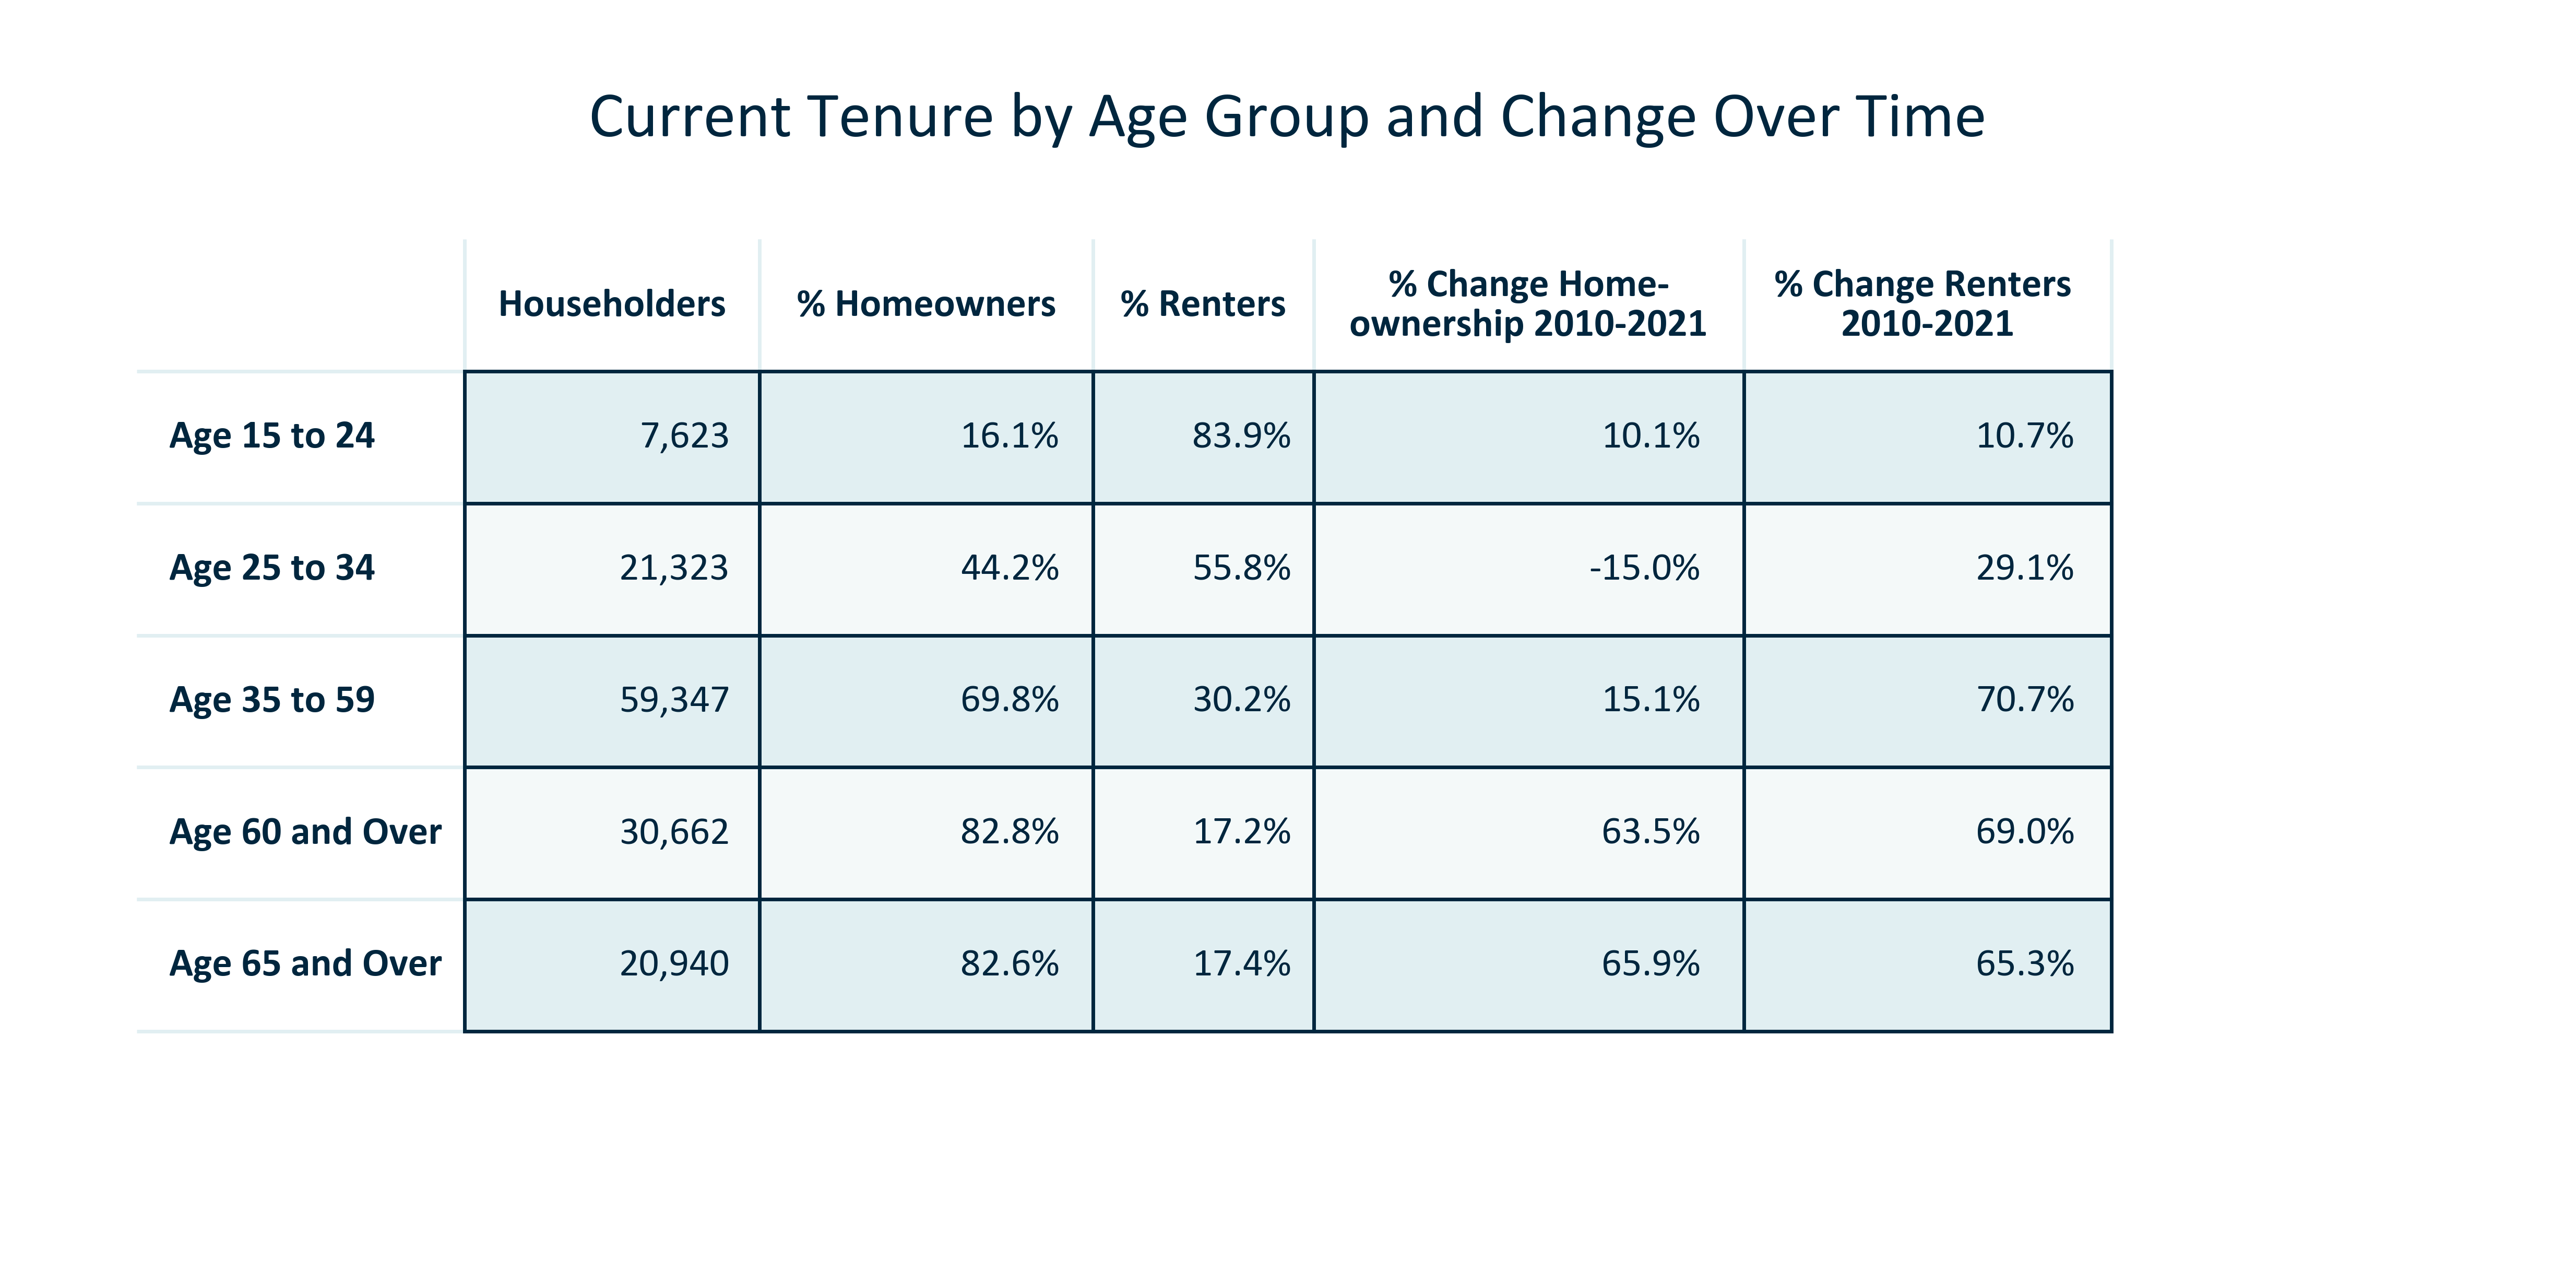 Current Tenure by Age Group and Change Over Time
Householders % Homeowners % Renters % Change Home-
ownership 2010-2021 % Change Renters
2010-2021
Age 15 to 24 7,623 16.1% 83.9% 10.1% 10.7%
Age 25 to 34 21,323 44.2% 55.8% -15.0% 29.1%
Age 35 to 59 59,347 69.8% 30.2% 15.1% 70.7%
Age 60 and Over 30,662 82.8% 17.2% 63.5% 69.0%
Age 65 and Over 20,940 82.6% 17.4% 65.9% 65.3%